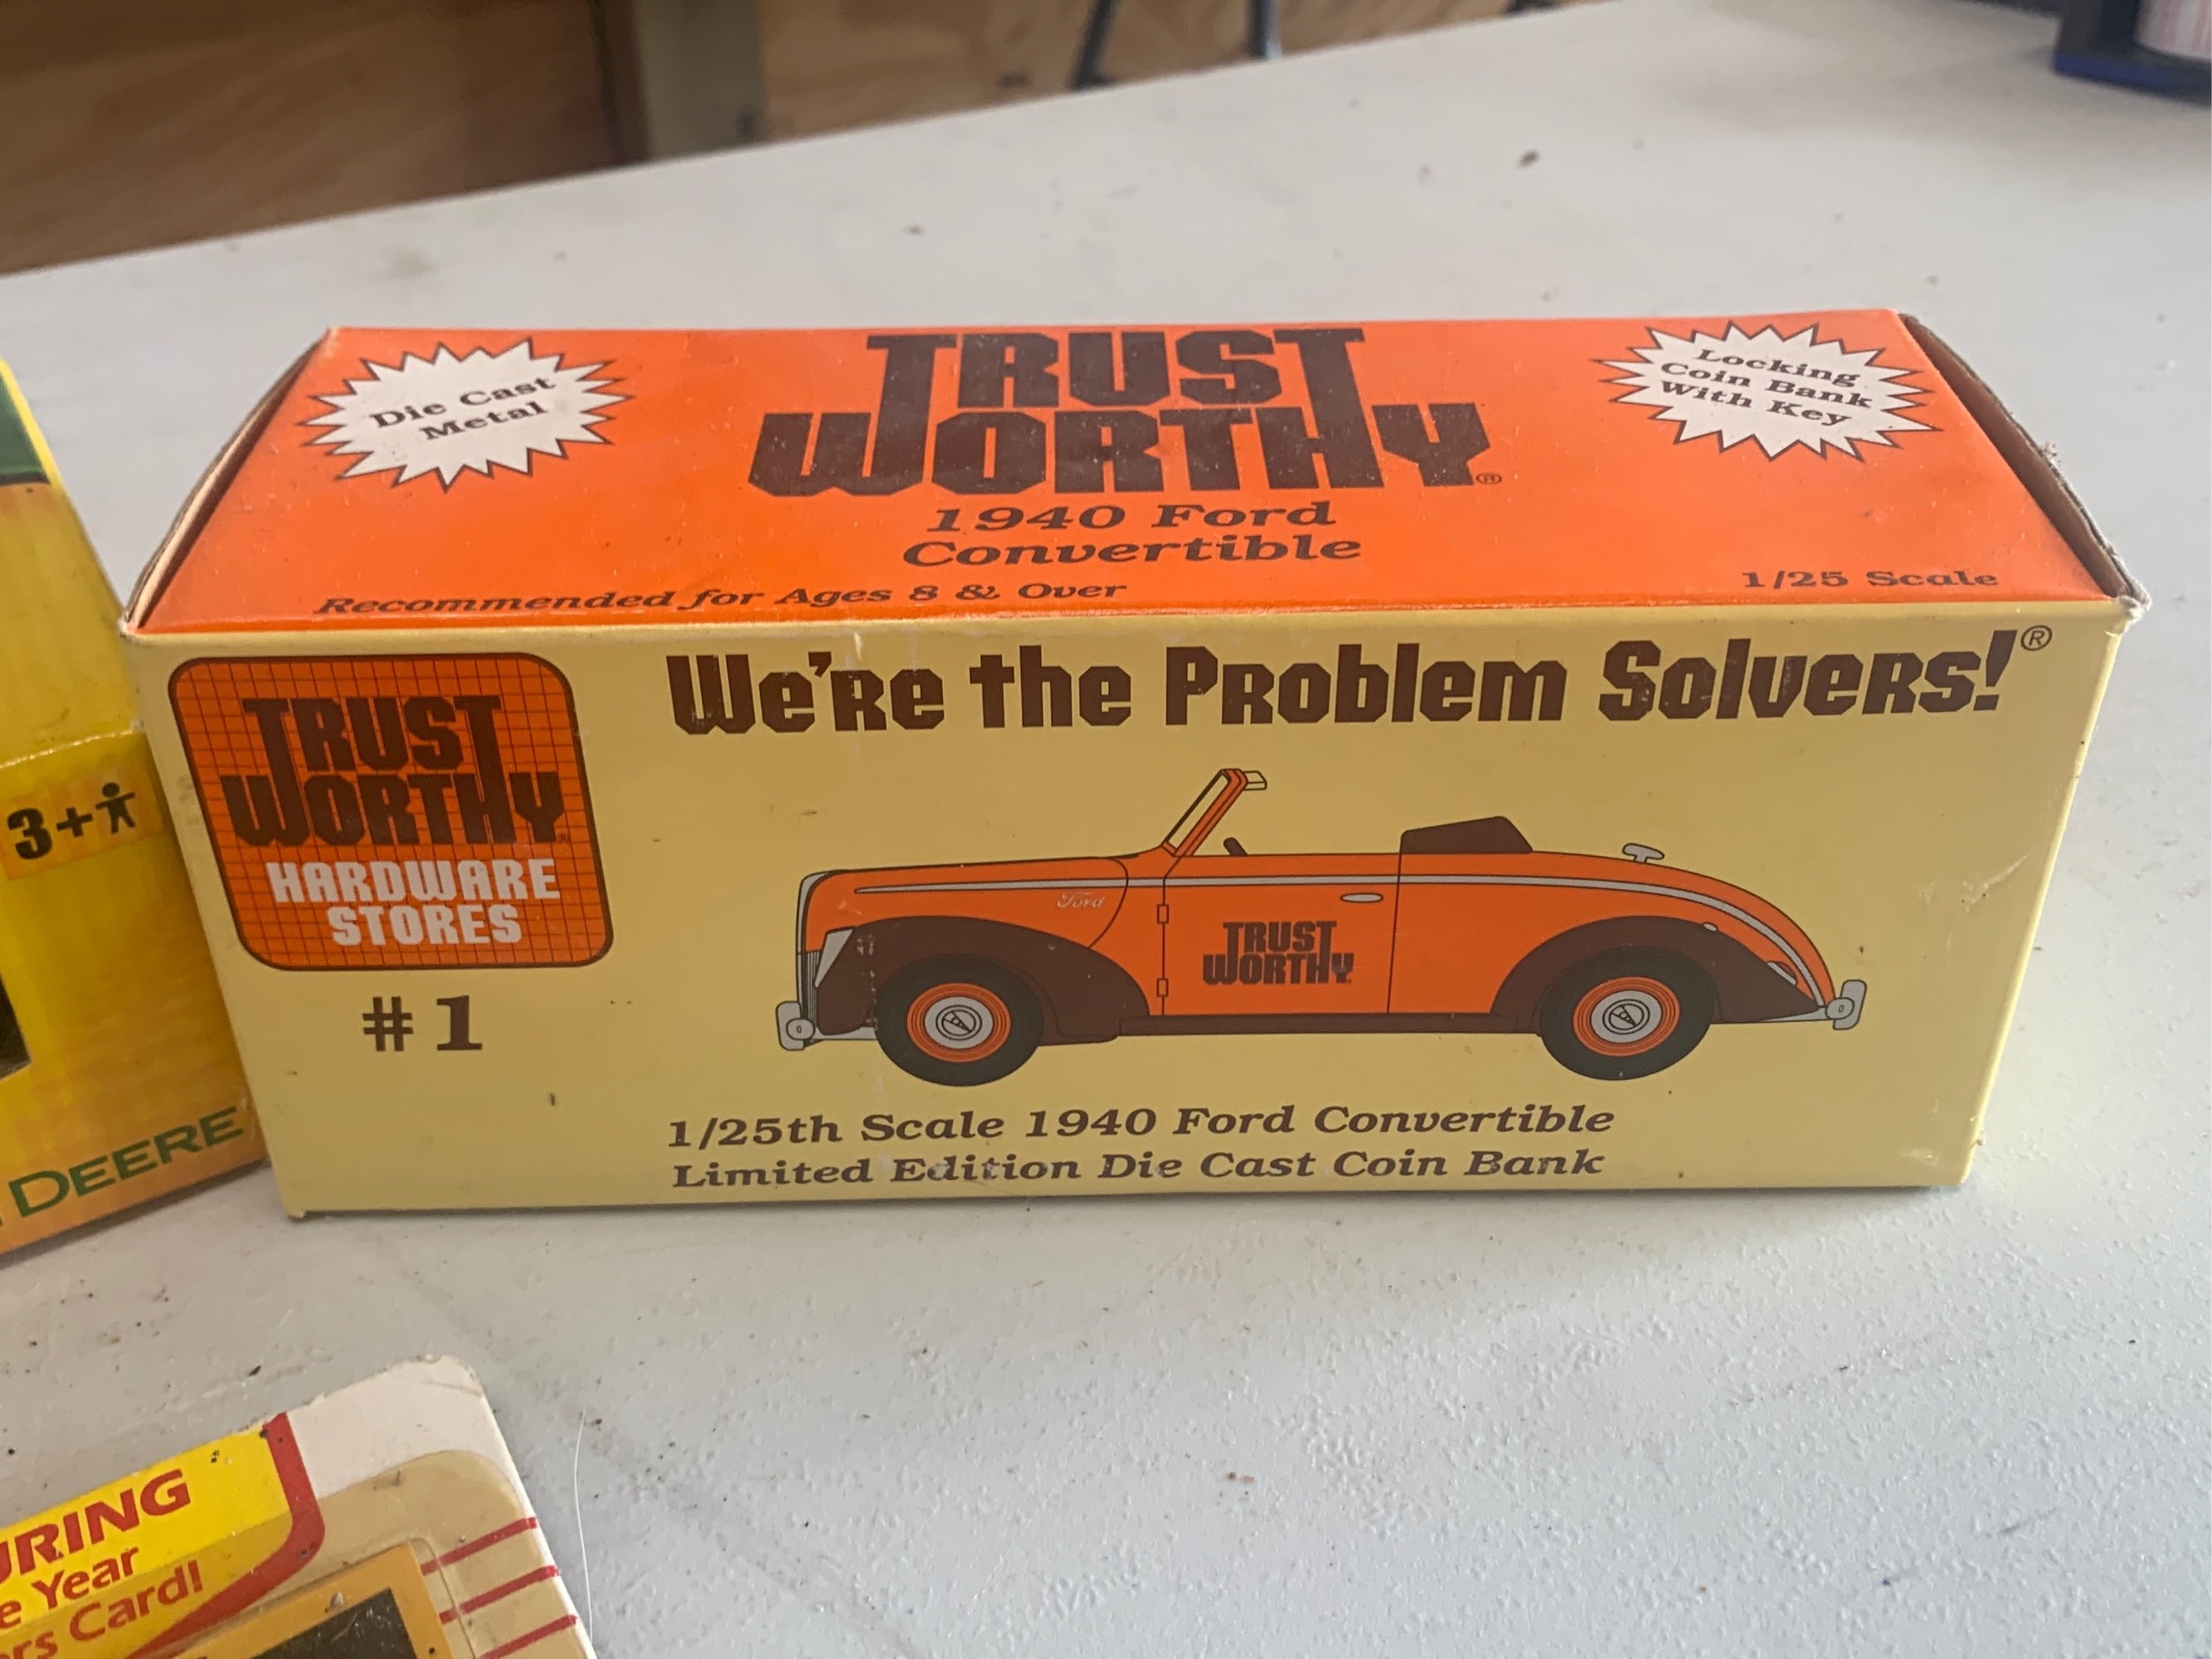 Die Cast
Metal
TRUST
WORTHY®
1940 Ford
Convertible
Locking
Coin Bank
With Key
Recommended for Ages 8 & Over
1/25 Scale
TRUST
WORTHY
HARDWARE
STORES
#1
We're the Problem Solvers!®
Ford
TRUST
WORTHY
1/25th Scale 1940 Ford Convertible
Limited Edition Die Cast Coin Bank
3+
DEERE
Year
Card!